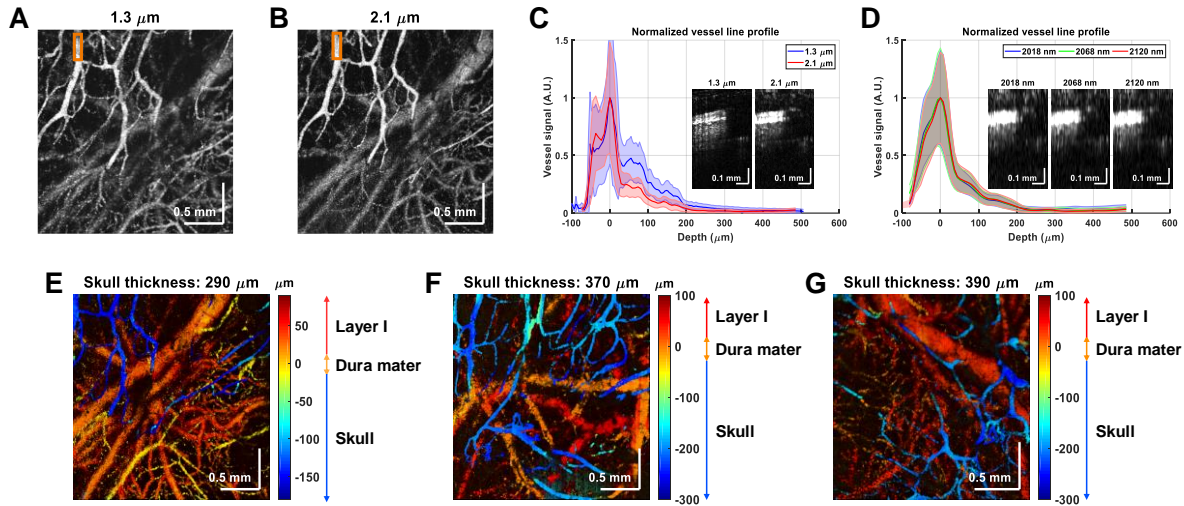 A
1.3 μm
0.5 mm
B
2.1 μm
0.5 mm
C
Normalized vessel line profile
Vessel signal (A.U.)
1.5
1
0.5
0
1.3 μm
2.1 μm
1.3 μm 2.1 μm
0.1 mm 0.1 mm
-100 0 100 200 300 400 500 600
Depth (μm)
D
Normalized vessel line profile
Vessel signal (A.U.)
1.5
1
0.5
0
2018 nm 2068 nm 2120 nm
2018 nm 2068 nm 2120 nm
0.1 mm 0.1 mm 0.1 mm
-100 0 100 200 300 400 500 600
Depth (μm)
E
Skull thickness: 290 μm
0.5 mm
μm
50
0
-50
-100
-150
Layer I
Dura mater
Skull
F
Skull thickness: 370 μm
0.5 mm
μm
100
0
-100
-200
-300
Layer I
Dura mater
Skull
G
Skull thickness: 390 μm
0.5 mm
μm
100
0
-100
-200
-300
Layer I
Dura mater
Skull